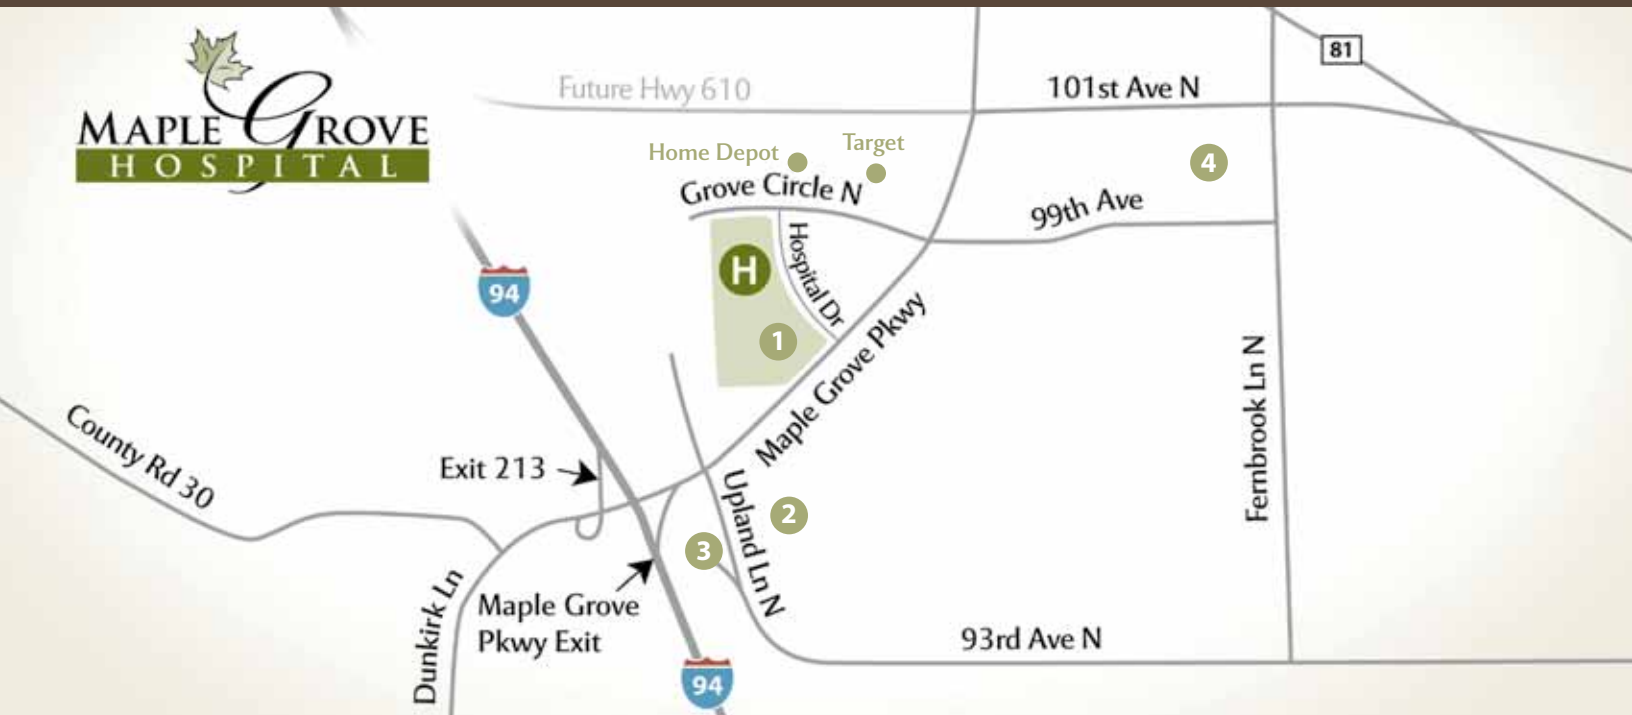 81
Future Hwy 610
101st Ave N
MAPLE GROVE
HOSPITAL
Home Depot
Target
4
Grove Circle N
99th Ave
H
Hospital Dr
94
1
Maple Grove Pkwy
Fernbrook Ln N
County Rd 30
Exit 213
Upland Ln N
2
3
Dunkirk Ln
Maple Grove
Pkwy Exit
93rd Ave N
94